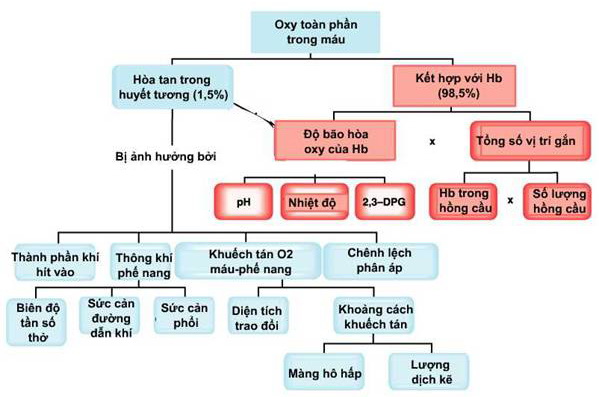 Oxy toàn phần
trong máu
Hòa tan trong
huyết tương (1,5%)
Kết hợp với Hb
(98,5%)
Độ bão hòa
oxy của Hb
x
Tổng số vị trí gắn
Bị ảnh hưởng bởi
pH
Nhiệt độ
2,3–DPG
Hb trong
hồng cầu
x
Số lượng
hồng cầu
Thành phần khí
hít vào
Thông khí
phế nang
Khuếch tán O2
máu-phế nang
Chênh lệch
phân áp
Biên độ
tần số
thở
Sức cản
đường
dẫn khí
Sức cản
phổi
Diện tích
trao đổi
Khoảng cách
khuếch tán
Màng hô hấp
Lượng
dịch kẽ